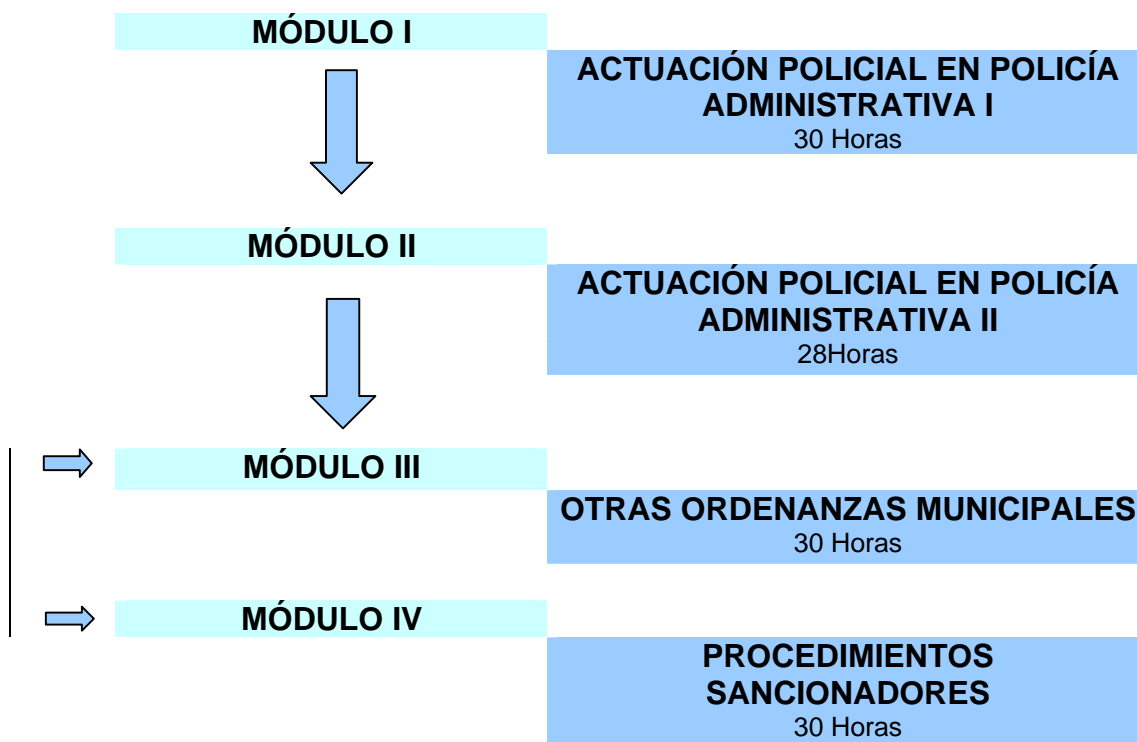 MÓDULO I
ACTUACIÓN POLICIAL EN POLICÍA
ADMINISTRATIVA I
30 Horas
MÓDULO II
ACTUACIÓN POLICIAL EN POLICÍA
ADMINISTRATIVA II
28Horas
MÓDULO III
OTRAS ORDENANZAS MUNICIPALES
30 Horas
MÓDULO IV
PROCEDIMIENTOS
SANCIONADORES
30 Horas